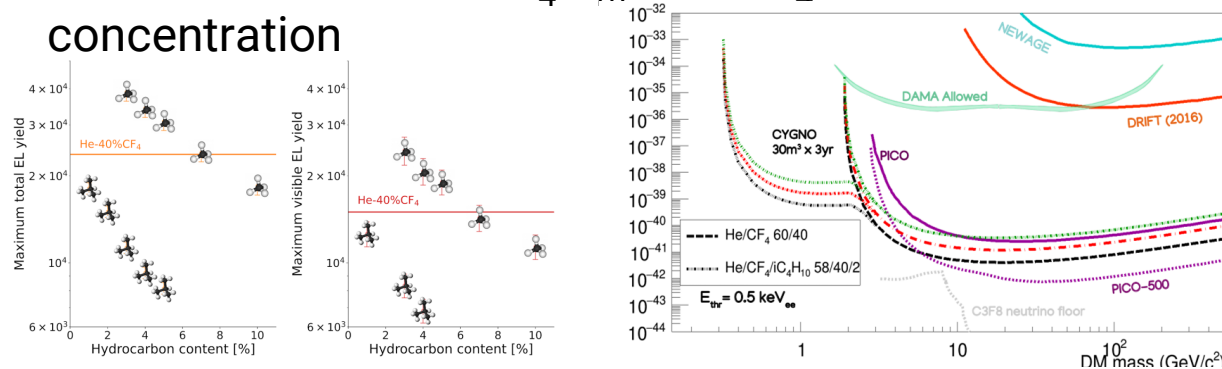 concentration
Maximum total EL yield
4 × 10⁴
3 × 10⁴
2 × 10⁴
10⁴
6 × 10³
He-40%CF₄
0 2 4 6 8 10
Hydrocarbon content [%]
Maximum visible EL yield
4 × 10⁴
3 × 10⁴
2 × 10⁴
10⁴
6 × 10³
He-40%CF₄
0 2 4 6 8 10
Hydrocarbon content [%]
10⁻³²
10⁻³³
10⁻³⁴
10⁻³⁵
10⁻³⁶
10⁻³⁷
10⁻³⁸
10⁻³⁹
10⁻⁴⁰
10⁻⁴¹
10⁻⁴²
10⁻⁴³
10⁻⁴⁴
NEWAGE
DAMA Allowed
DRIFT (2016)
CYGNO
30m³ x 3yr
PICO
He/CF₄ 60/40
He/CF₄/iC₄H₁₀ 58/40/2
Eₜₕᵣ= 0.5 keVₑₑ
PICO-500
C3F8 neutrino floor
1 10 10²
DM mass (GeV/c²